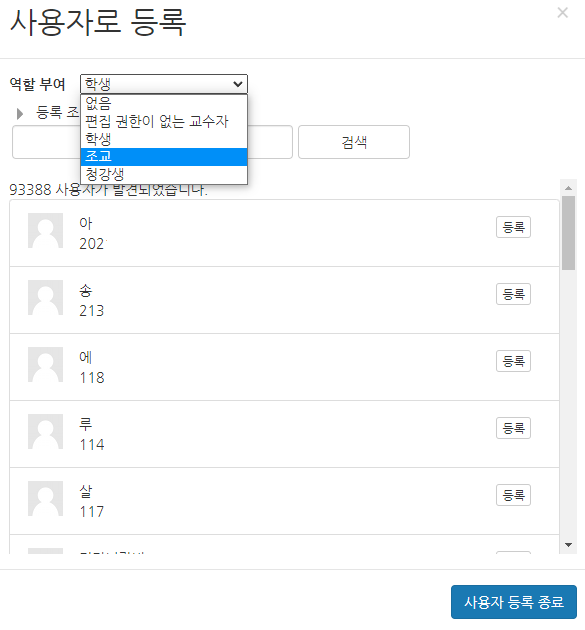 사용자로 등록
×
역할 부여 학생
없음
편집 권한이 없는 교수자
학생
조교
청강생
등록 조
검색
93388 사용자가 발견되었습니다.
아
202
등록
송
213
등록
에
118
등록
루
114
등록
살
117
등록
사용자 등록 종료